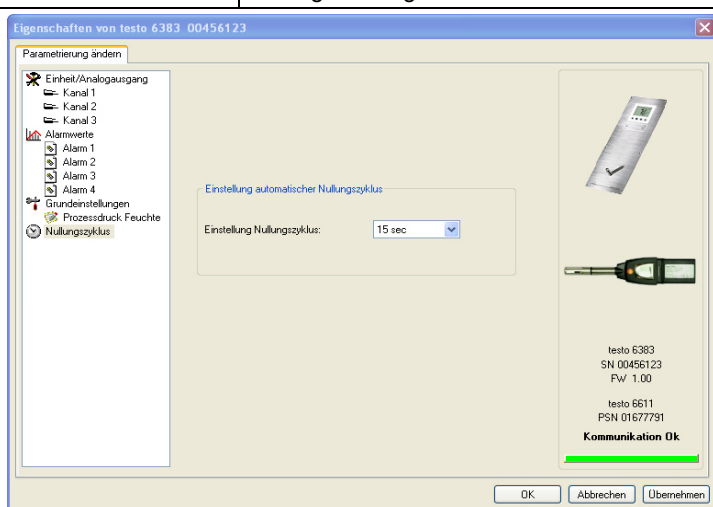 Eigenschaften von testo 6383 00456123
Parametrierung ändern
Einheit/Analogausgang
Kanal 1
Kanal 2
Kanal 3
Alarmwerte
Alarm 1
Alarm 2
Alarm 3
Alarm 4
Grundeinstellungen
Prozessdruck Feuchte
Nullungszyklus
Einstellung automatischer Nullungszyklus
Einstellung Nullungszyklus: 15 sec
testo 6383
SN 00456123
FW 1.00
testo 6611
PSN 01677791
Kommunikation Ok
OK Abbrechen Übernehmen